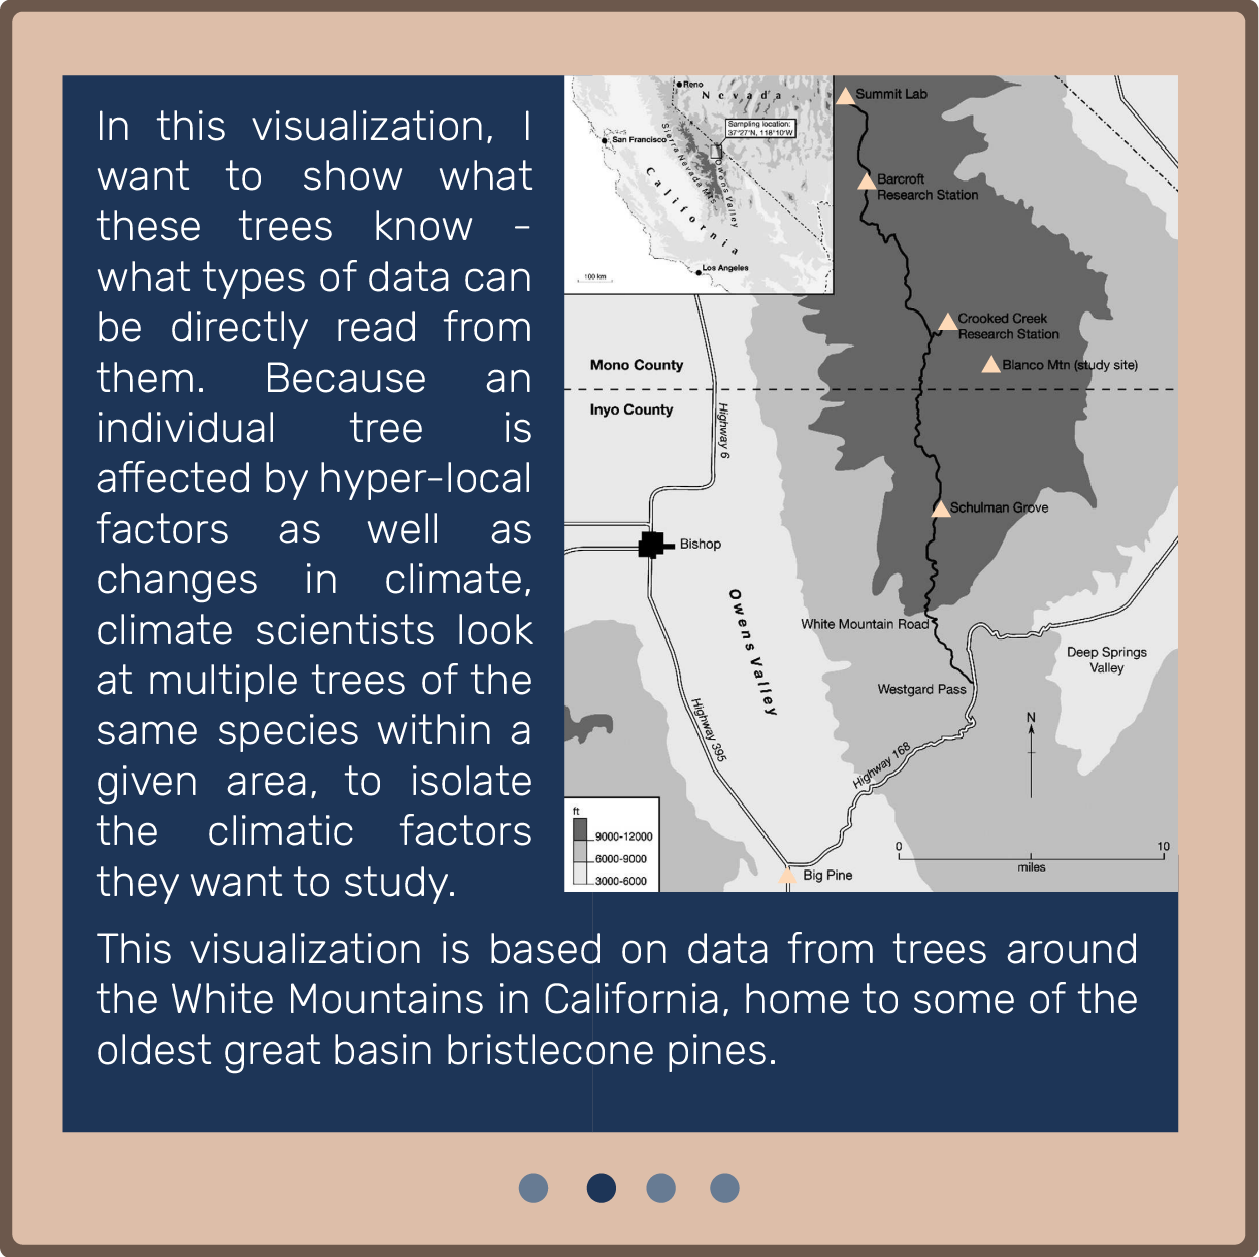 In this visualization, I
want to show what
these trees know -
what types of data can
be directly read from
them. Because an
individual tree is
affected by hyper-local
factors as well as
changes in climate,
climate scientists look
at multiple trees of the
same species within a
given area, to isolate
the climatic factors
they want to study.
Reno
Nevada
Sampling location:
37°27'N, 118°10'W
San Francisco
Sierra Nevada Mts.
Owens Valley
California
Los Angeles
100 km
Summit Lab
Barcroft
Research Station
Crooked Creek
Research Station
Blanco Mtn (study site)
Mono County
Inyo County
Highway 6
Schulman Grove
Bishop
Owens Valley
White Mountain Road
Deep Springs
Valley
Westgard Pass
N
Highway 395
Highway 168
ft
9000-12000
6000-9000
3000-6000
0 10
miles
Big Pine
This visualization is based on data from trees around
the White Mountains in California, home to some of the
oldest great basin bristlecone pines.